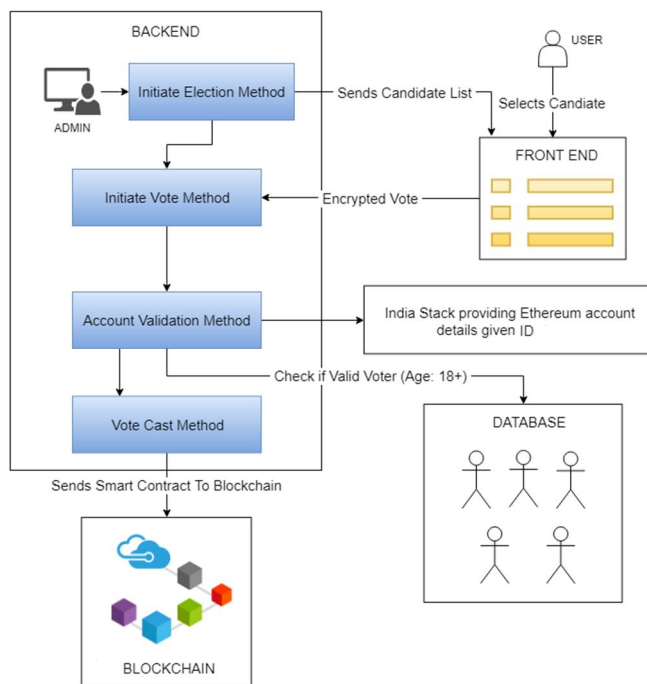 BACKEND
USER
ADMIN
Initiate Election Method
Sends Candidate List
Selects Candiate
FRONT END
Initiate Vote Method
Encrypted Vote
Account Validation Method
India Stack providing Ethereum account
details given ID
Check if Valid Voter (Age: 18+)
Vote Cast Method
DATABASE
Sends Smart Contract To Blockchain
BLOCKCHAIN